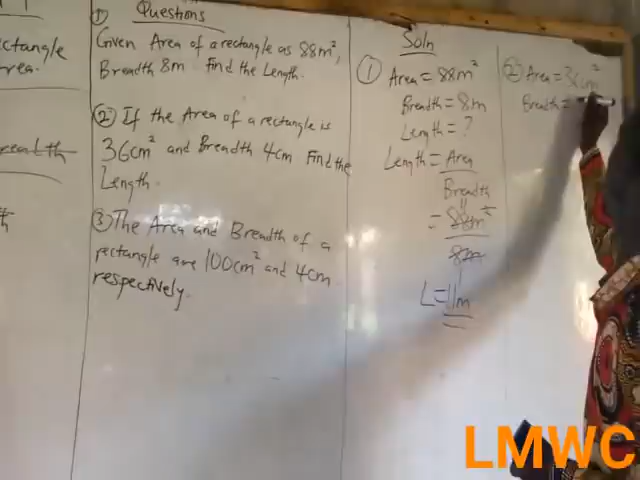 ectangle
rea.
① Questions
Given Area of a rectangle as 88m²,
Breadth 8m Find the Length.
② If the Area of a rectangle is
36cm² and Breadth 4cm Find the
Length.
③ The Area and Breadth of a
rectangle are 100cm² and 4cm
respectively.
Soln
① Area = 88m²
Breadth = 8m
Length = ?
Length = Area
Breadth
= 88m²
8m
L = 11m
② Area = 36cm²
Breadth =
LMWC